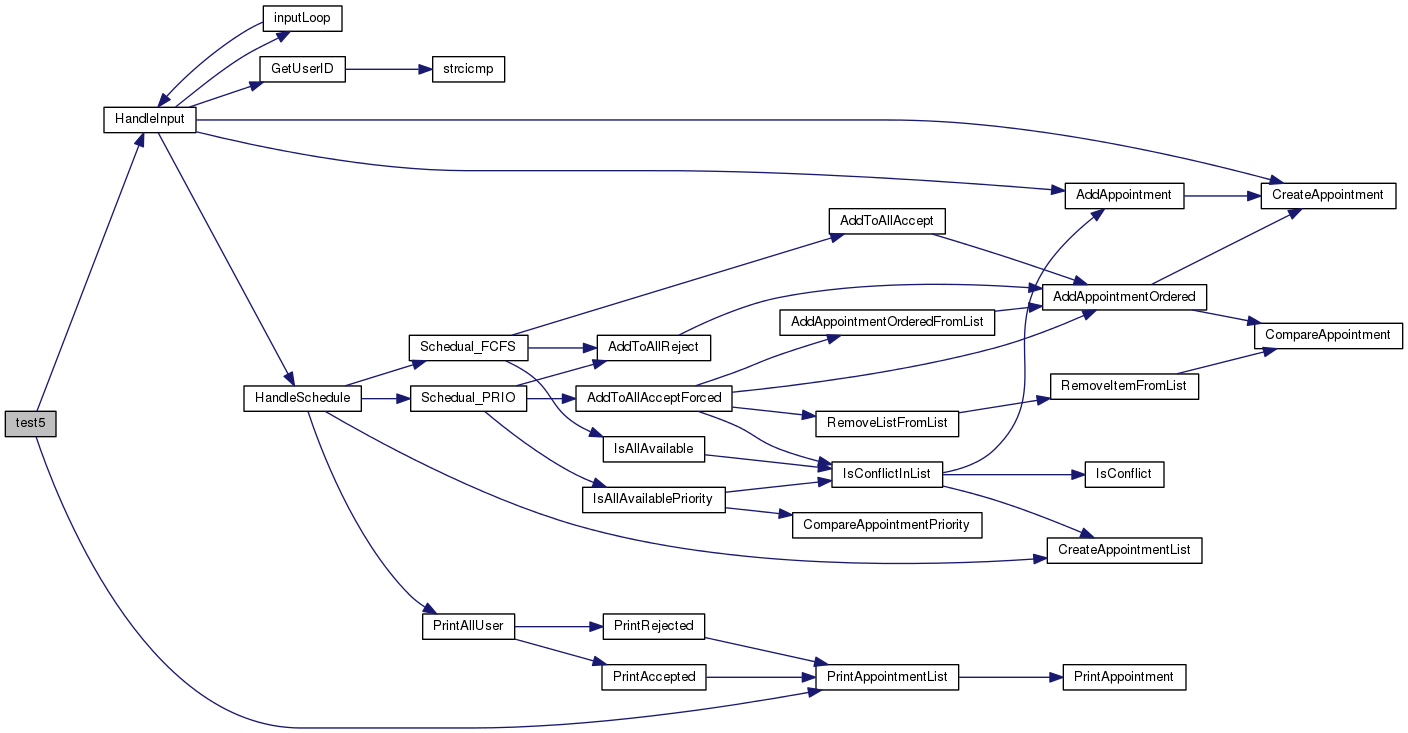 inputLoop
GetUserID
strcicmp
HandleInput
AddAppointment
CreateAppointment
AddToAllAccept
AddAppointmentOrdered
AddAppointmentOrderedFromList
CompareAppointment
Schedual_FCFS
AddToAllReject
RemoveItemFromList
HandleSchedule
Schedual_PRIO
AddToAllAcceptForced
test5
RemoveListFromList
IsAllAvailable
IsConflictInList
IsConflict
IsAllAvailablePriority
CompareAppointmentPriority
CreateAppointmentList
PrintAllUser
PrintRejected
PrintAccepted
PrintAppointmentList
PrintAppointment